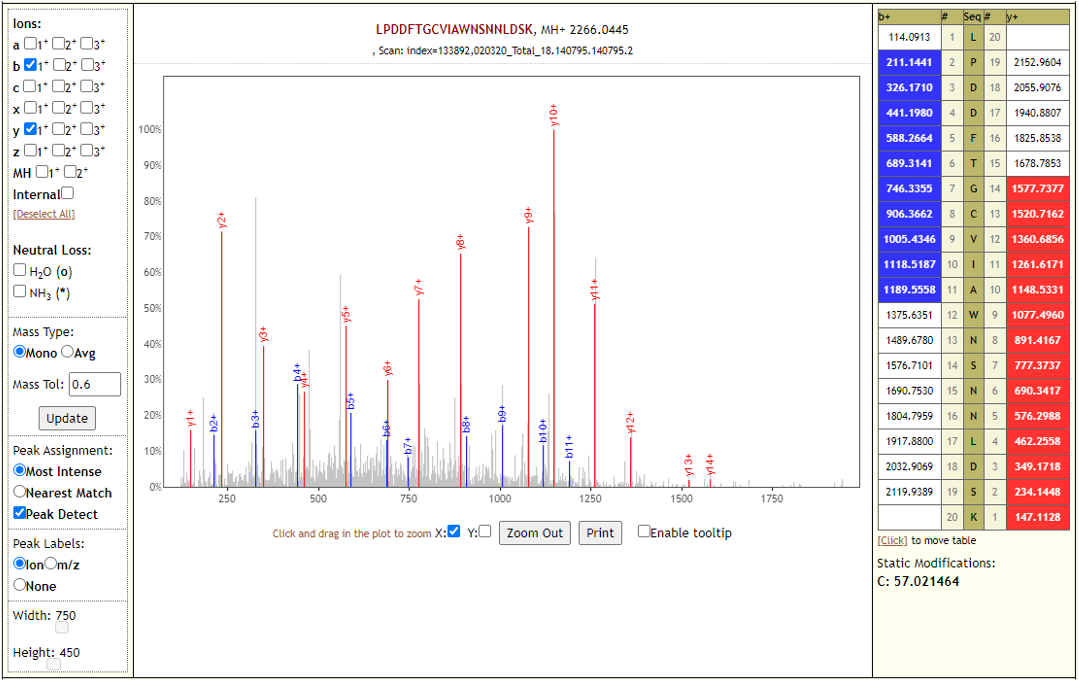 Ions:
a 1+ 2+ 3+
b 1+ 2+ 3+
c 1+ 2+ 3+
x 1+ 2+ 3+
y 1+ 2+ 3+
z 1+ 2+ 3+
MH 1+ 2+
Internal
[Deselect All]
Neutral Loss:
H2O (o)
NH3 (*)
Mass Type:
Mono Avg
Mass Tol: 0.6
Update
Peak Assignment:
Most Intense
Nearest Match
Peak Detect
Peak Labels:
Ion m/z
None
Width: 750
Height: 450
LPDDFTGCVIAWNSNNLDSK, MH+ 2266.0445
, Scan: index=133892,020320_Total_18.140795.140795.2
100%
90%
80%
70%
60%
50%
40%
30%
20%
10%
0%
y1+
b2+
y2+
b3+
y3+
b4+
y4+
y5+
b5+
b6+
y6+
b7+
y7+
y8+
b8+
b9+
y9+
b10+
y10+
b11+
y11+
y12+
y13+
y14+
250 500 750 1000 1250 1500 1750
Click and drag in the plot to zoom X: Y: Zoom Out Print Enable tooltip
b+ # Seq # y+
114.0913 1 L 20
211.1441 2 P 19 2152.9604
326.1710 3 D 18 2055.9076
441.1980 4 D 17 1940.8807
588.2664 5 F 16 1825.8538
689.3141 6 T 15 1678.7853
746.3355 7 G 14 1577.7377
906.3662 8 C 13 1520.7162
1005.4346 9 V 12 1360.6856
1118.5187 10 I 11 1261.6171
1189.5558 11 A 10 1148.5331
1375.6351 12 W 9 1077.4960
1489.6780 13 N 8 891.4167
1576.7101 14 S 7 777.3737
1690.7530 15 N 6 690.3417
1804.7959 16 N 5 576.2988
1917.8800 17 L 4 462.2558
2032.9069 18 D 3 349.1718
2119.9389 19 S 2 234.1448
20 K 1 147.1128
[Click] to move table
Static Modifications:
C: 57.021464